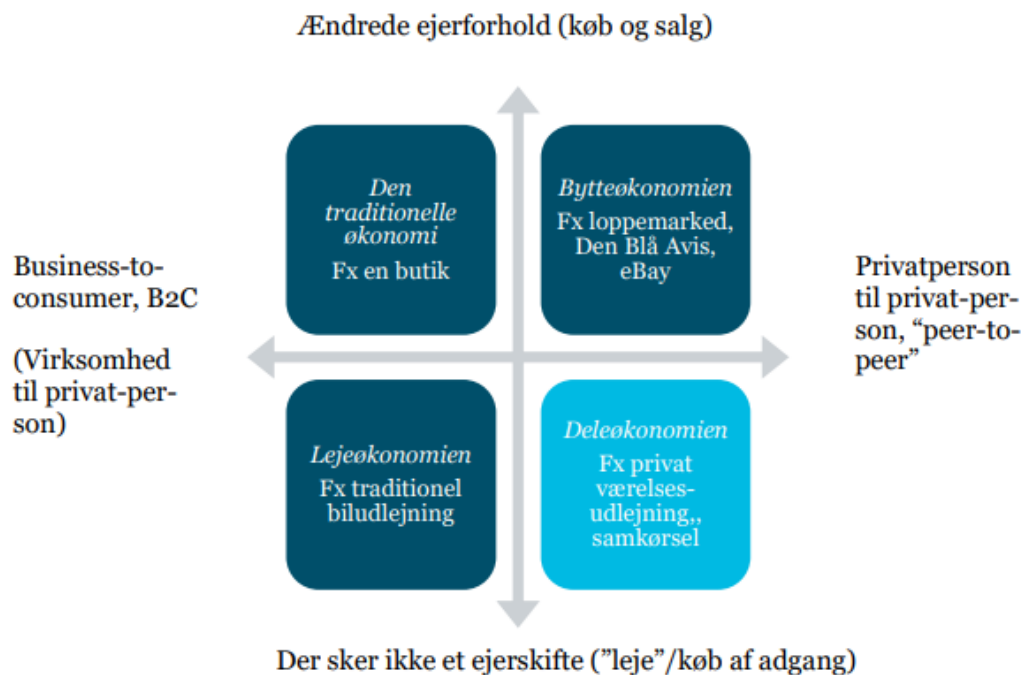 Ændrede ejerforhold (køb og salg)
Den
traditionelle
økonomi
Fx en butik
Bytteøkonomien
Fx loppemarked,
Den Blå Avis,
eBay
Business-to-
consumer, B2C
(Virksomhed
til privat-per-
son)
Privatperson
til privat-per-
son, “peer-to-
peer”
Lejeøkonomien
Fx traditionel
biludlejning
Deleøkonomien
Fx privat
værelses-
udlejning,,
samkørsel
Der sker ikke et ejerskifte (”leje”/køb af adgang)